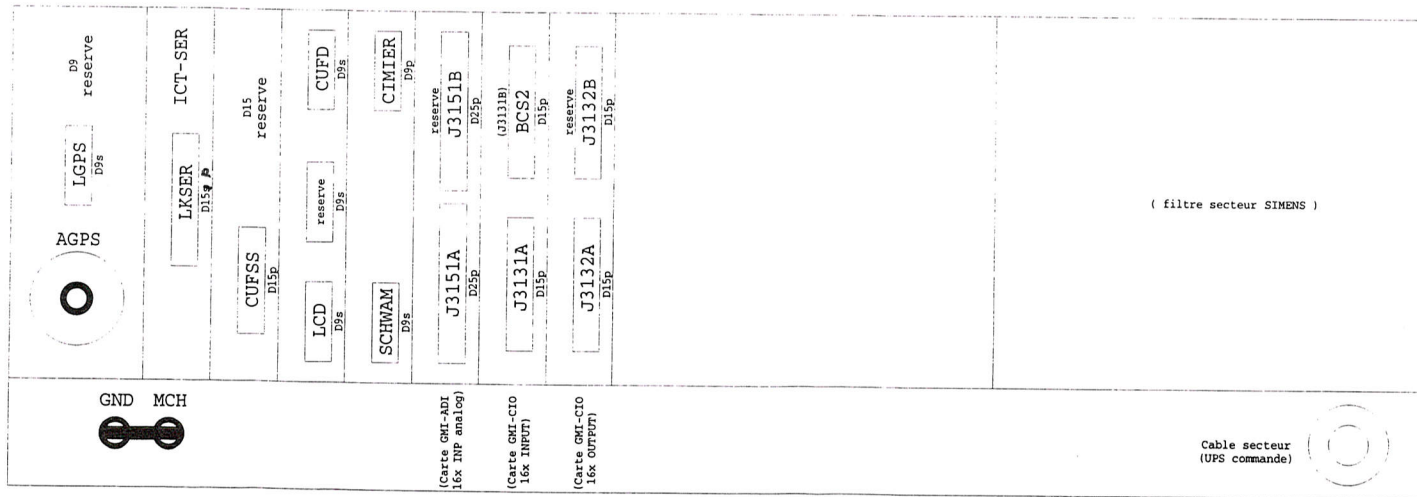 D9
reserve
LGPS
D9s
AGPS
ICT-SER
LKSER
D15 p
D15
reserve
CUFSS
D15p
CUFD
D9s
reserve
D9s
LCD
D9s
CIMIER
D9p
SCHWAM
D9s
reserve
J3151B
D25p
J3151A
D25p
(J3131B)
BCS2
D15p
J3131A
D15p
reserve
J3132B
D15p
J3132A
D15p
( filtre secteur SIMENS )
GND MCH
(Carte GMI-ADI
16x INP analog)
(Carte GMI-CIO
16x INPUT)
(Carte GMI-CIO
16x OUTPUT)
Cable secteur
(UPS commande)